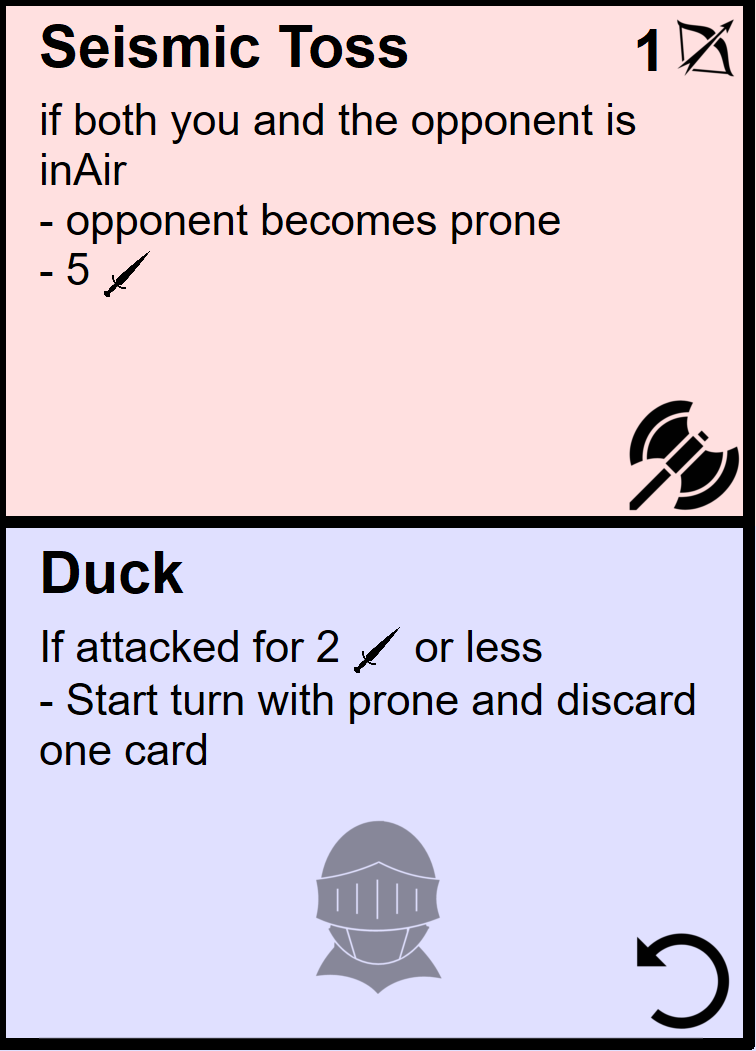 Seismic Toss 1
if both you and the opponent is
inAir
- opponent becomes prone
- 5
Duck
If attacked for 2 or less
- Start turn with prone and discard
one card